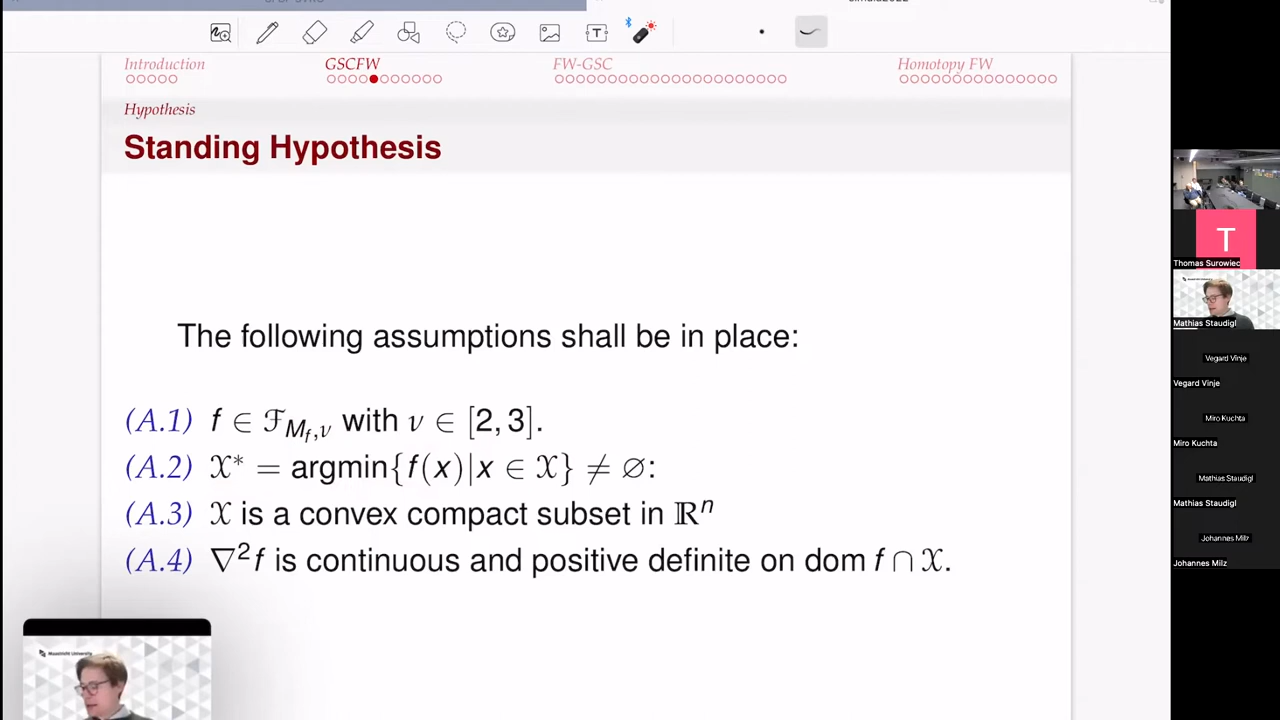 Introduction
GSCFW
FW-GSC
Homotopy FW
Hypothesis
Standing Hypothesis
The following assumptions shall be in place:
(A.1) f ∈ ℱ_{M_f,ν} with ν ∈ [2, 3].
(A.2) 𝒳* = argmin{f(x)|x ∈ 𝒳} ≠ ∅:
(A.3) 𝒳 is a convex compact subset in ℝⁿ
(A.4) ∇²f is continuous and positive definite on dom f ∩ 𝒳.
Maastricht University
T
Thomas Surowiec
Mathias Staudigl
Vegard Vinje
Vegard Vinje
Miro Kuchta
Miro Kuchta
Mathias Staudigl
Mathias Staudigl
Johannes Milz
Johannes Milz